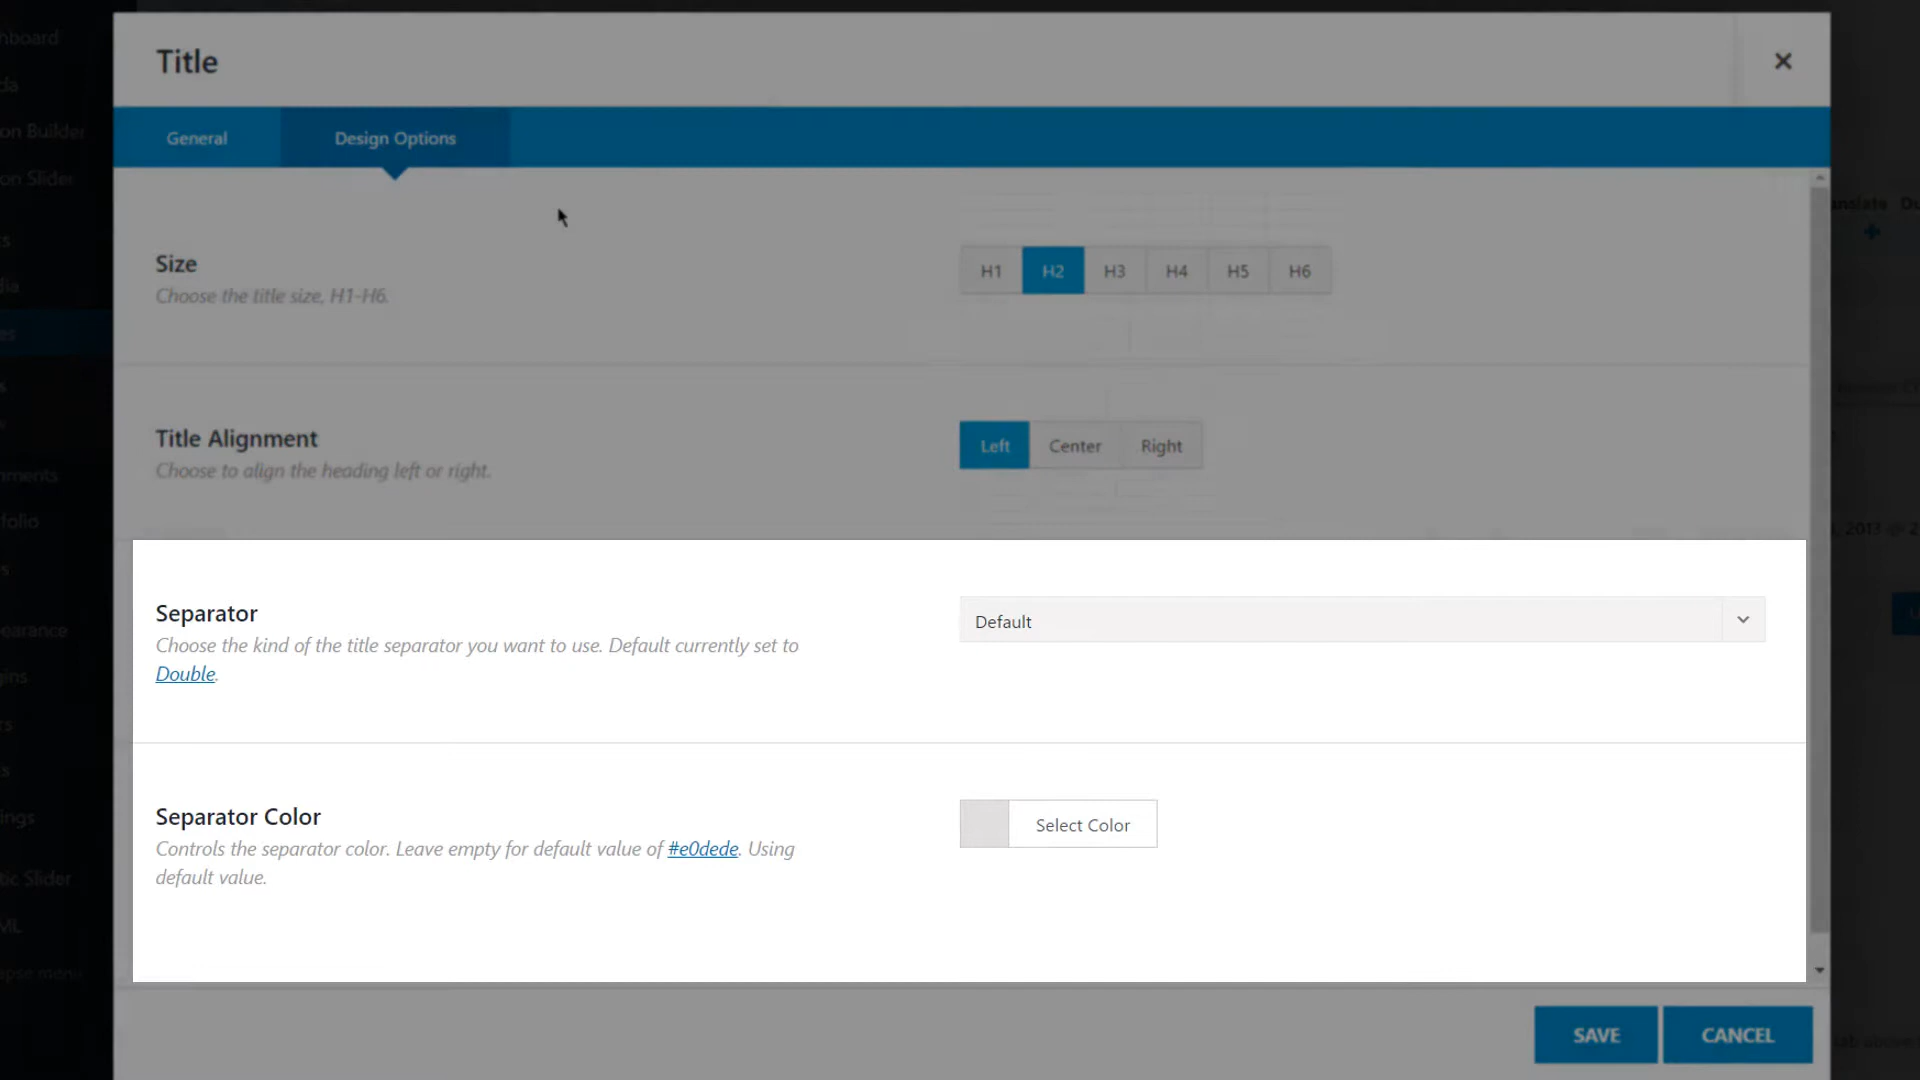 Title
General
Design Options
Size
Choose the title size, H1-H6.
H1 H2 H3 H4 H5 H6
Title Alignment
Choose to align the heading left or right.
Left Center Right
Separator
Choose the kind of the title separator you want to use. Default currently set to
Double.
Default
Separator Color
Controls the separator color. Leave empty for default value of #e0dede. Using
default value.
Select Color
SAVE
CANCEL